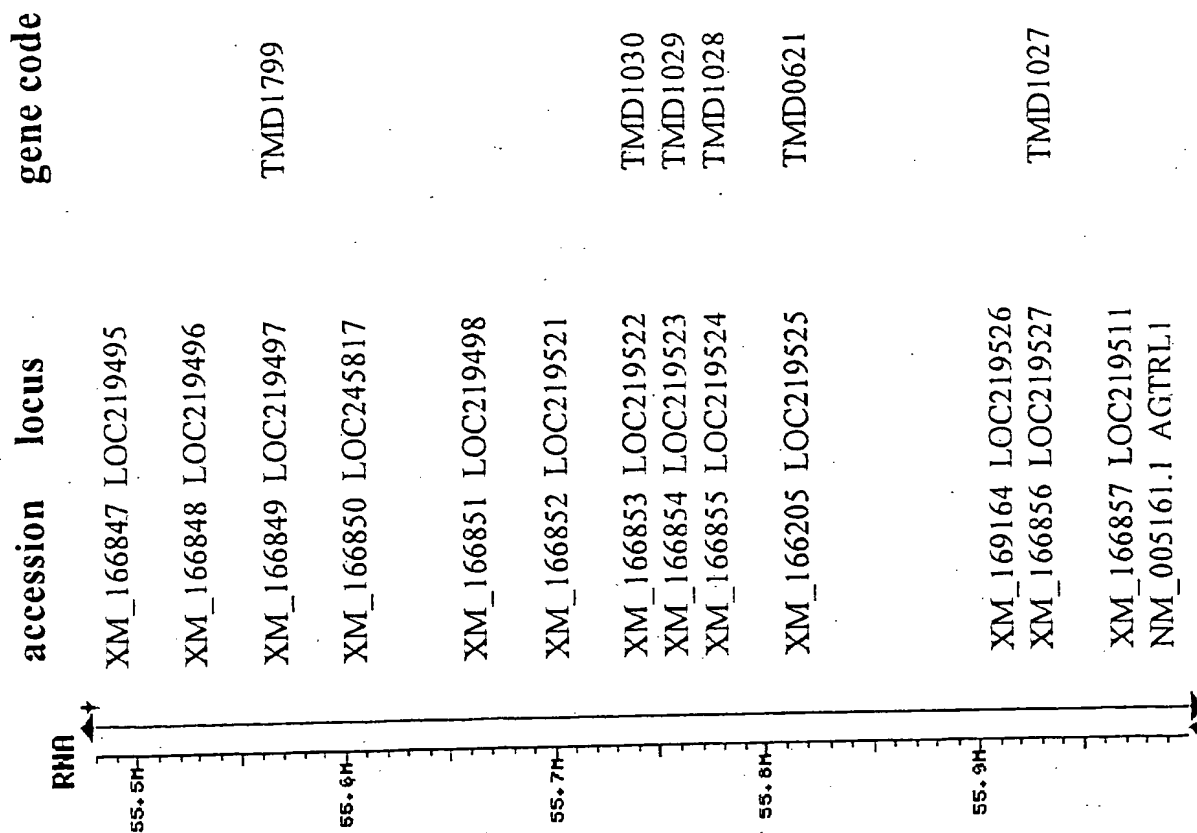 RNA accession locus gene code
XM_166847 LOC219495
55.5M
XM_166848 LOC219496
XM_166849 LOC219497 TMD1799
XM_166850 LOC245817
55.6M
XM_166851 LOC219498
XM_166852 LOC219521
55.7M
XM_166853 LOC219522 TMD1030
XM_166854 LOC219523 TMD1029
XM_166855 LOC219524 TMD1028
XM_166205 LOC219525 TMD0621
55.8M
XM_169164 LOC219526
55.9M
XM_166856 LOC219527 TMD1027
XM_166857 LOC219511
NM_005161.1 AGTRL1